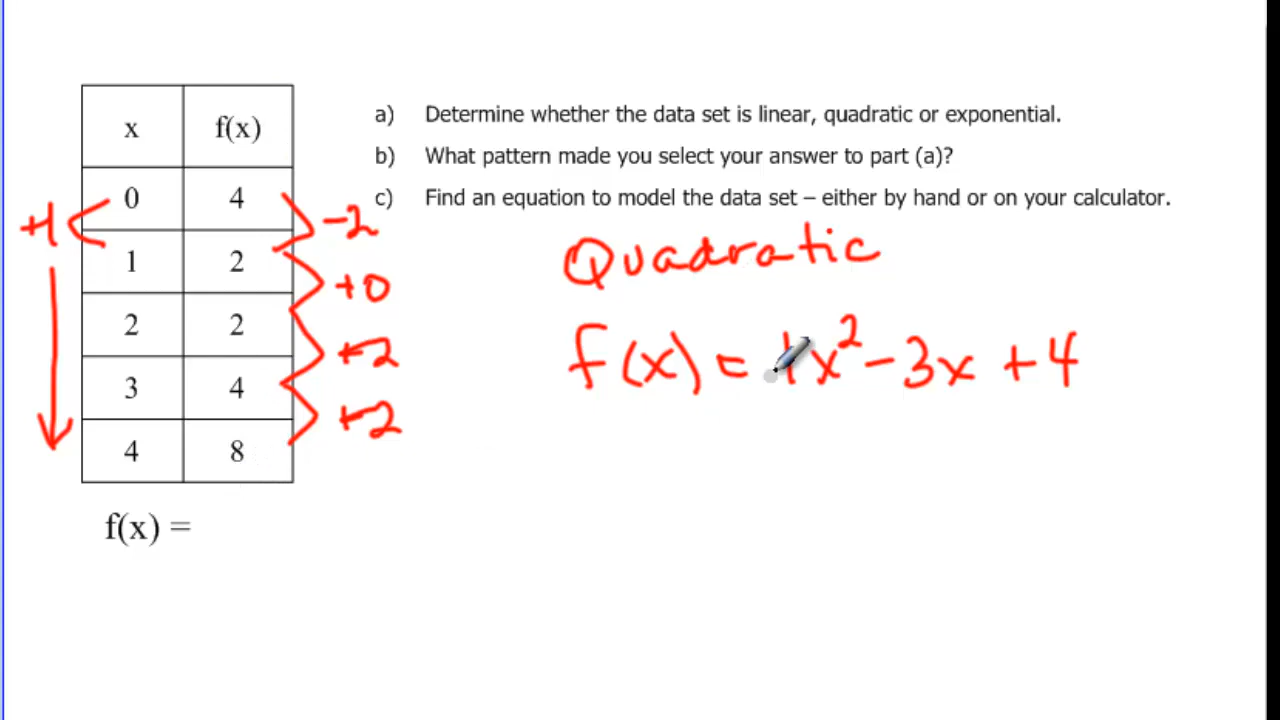 x f(x)
0 4
1 2
2 2
3 4
4 8
f(x) =
+1
-2
+0
+2
+2
a) Determine whether the data set is linear, quadratic or exponential.
b) What pattern made you select your answer to part (a)?
c) Find an equation to model the data set – either by hand or on your calculator.
Quadratic
f(x) = 1x² - 3x + 4